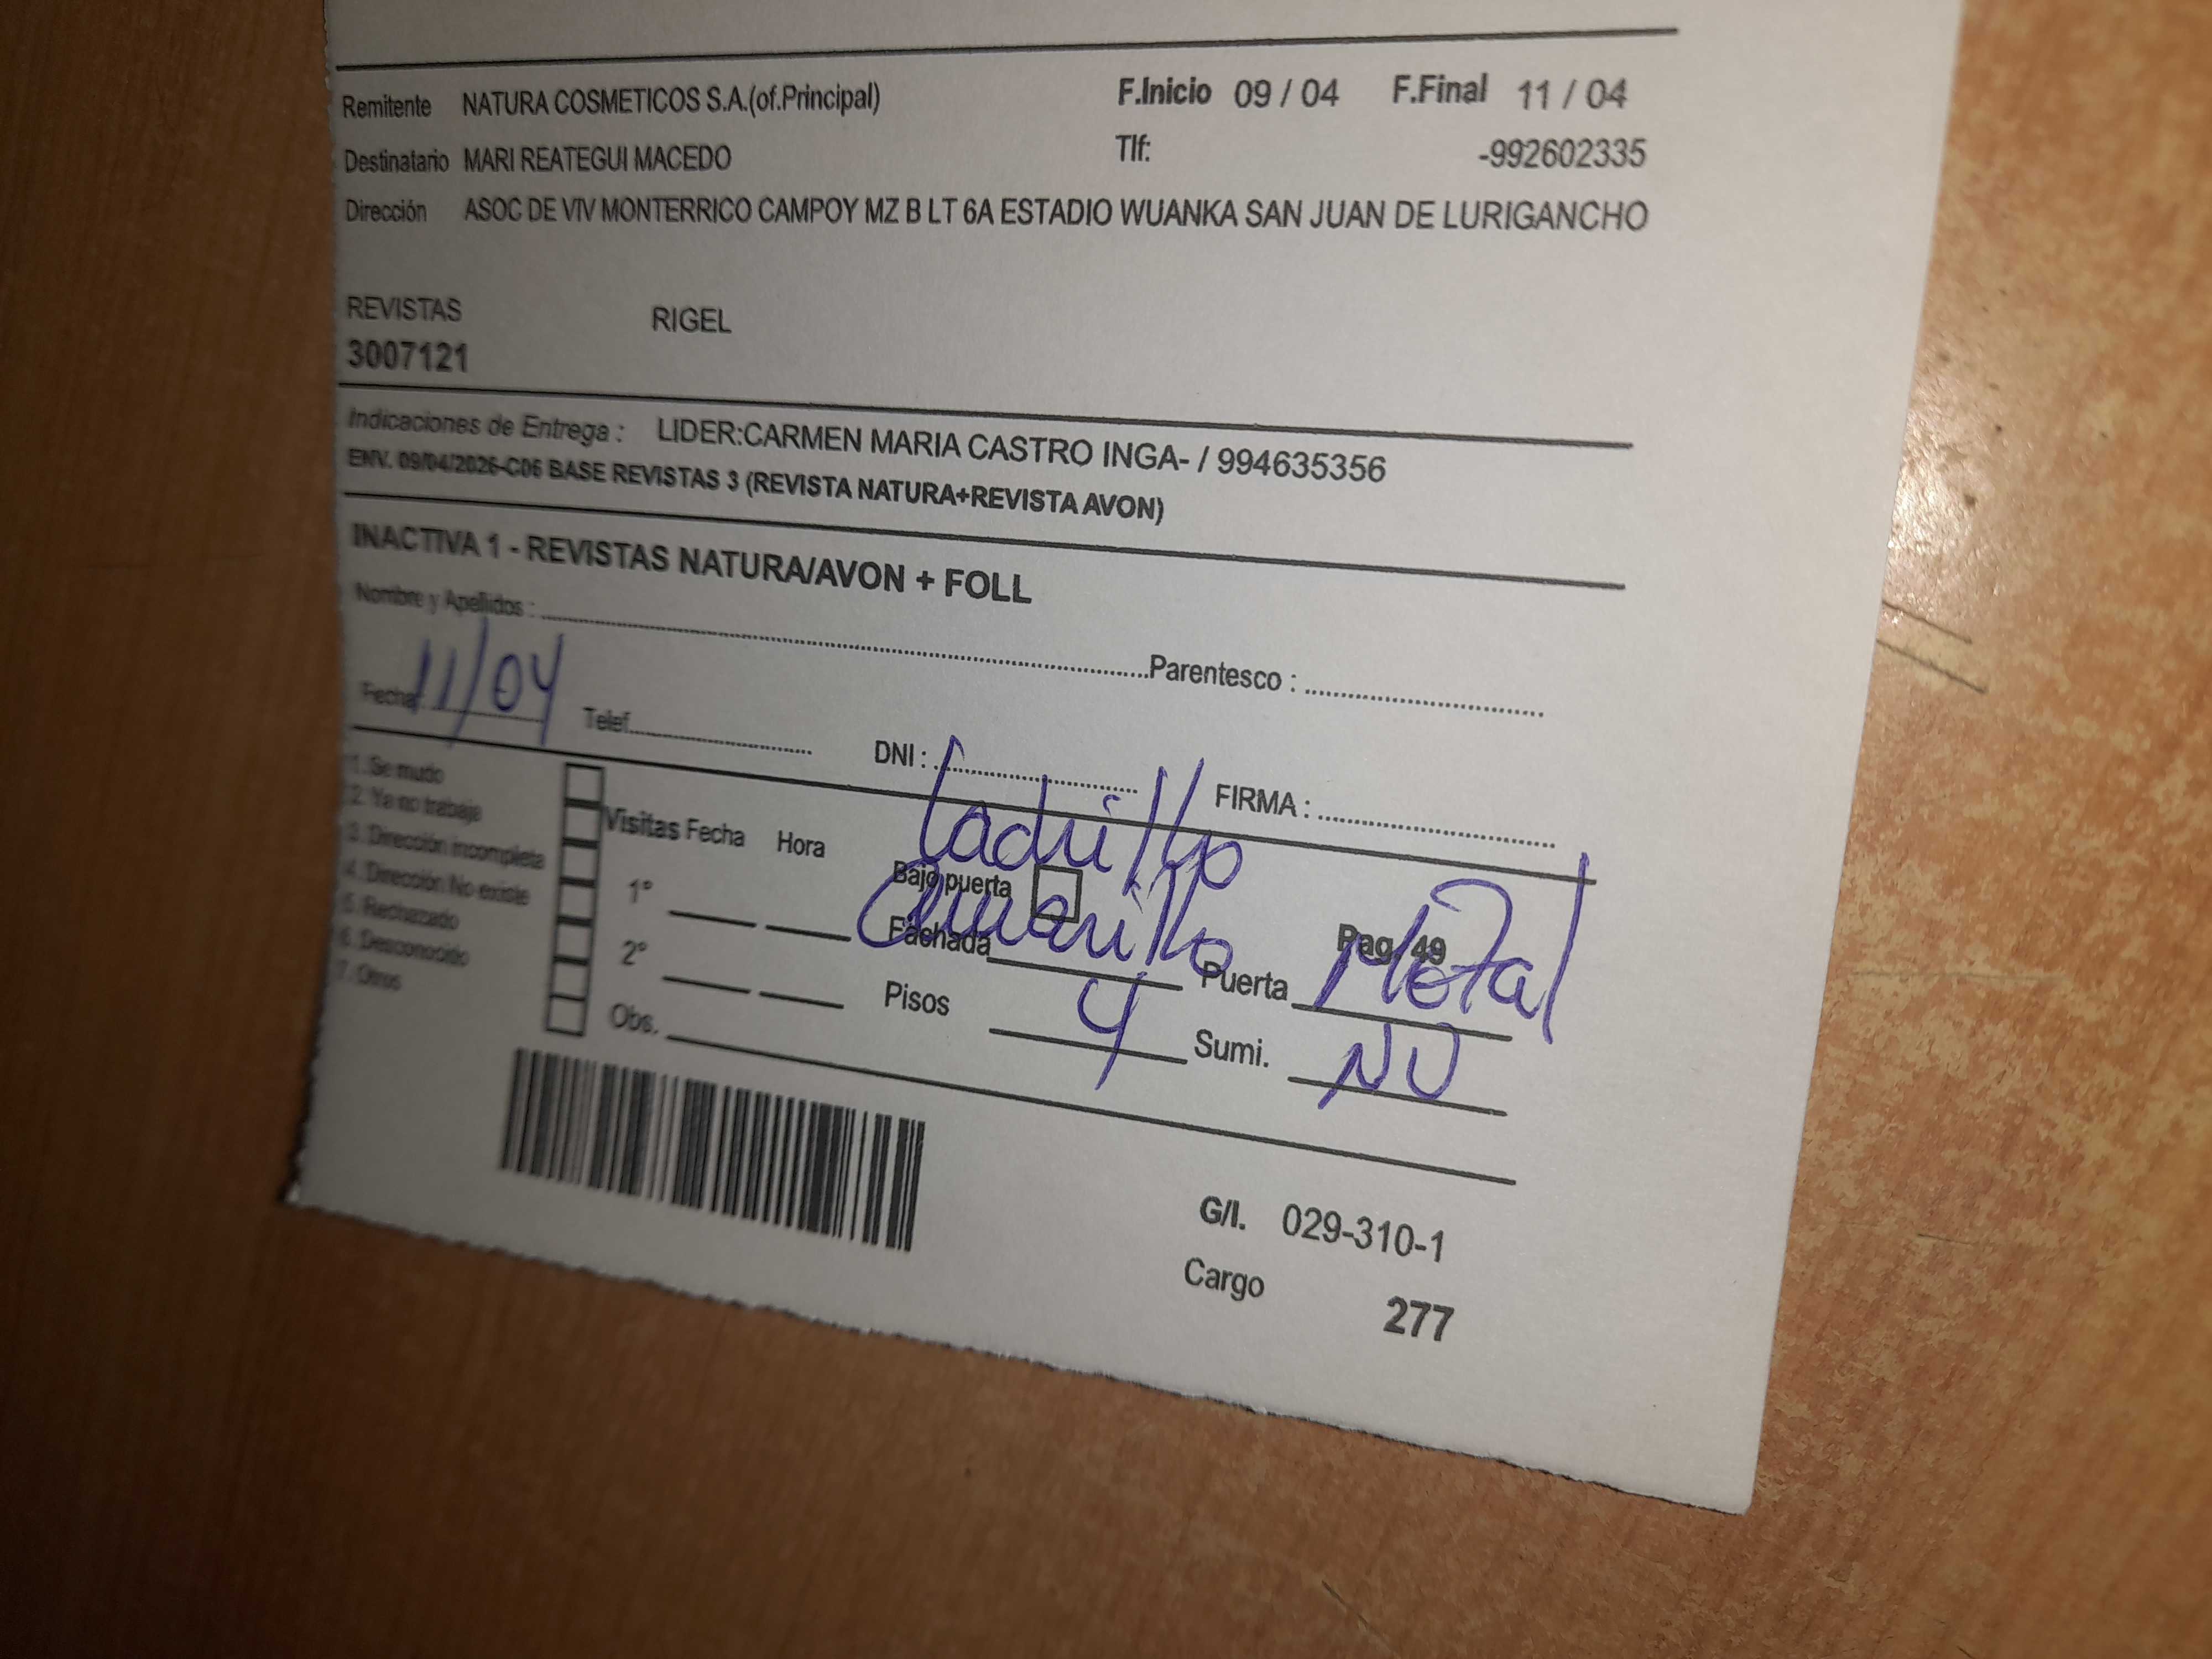 Remitente NATURA COSMETICOS S.A.(of.Principal) F.Inicio 09 / 04 F.Final 11 / 04
Destinatario MARI REATEGUI MACEDO Tlf: -992602335
Dirección ASOC DE VIV MONTERRICO CAMPOY MZ B LT 6A ESTADIO WUANKA SAN JUAN DE LURIGANCHO
REVISTAS RIGEL
3007121
Indicaciones de Entrega : LIDER:CARMEN MARIA CASTRO INGA- / 994635356
ENV. 09/04/2026-C06 BASE REVISTAS 3 (REVISTA NATURA+REVISTA AVON)
INACTIVA 1 - REVISTAS NATURA/AVON + FOLL
Nombre y Apellidos : Parentesco :
Fecha 11/04 Telef. DNI : FIRMA :
1. Se mudo
2. Ya no trabaja
3. Dirección incompleta
4. Dirección No existe
5. Rechazado
6. Desconocido
7. Otros
Visitas Fecha Hora
1°
2°
Obs.
Ladrillo
Bajo puerta Pag. 49
Fachada Amarillo Puerta Metal
Pisos 4 Sumi. NO
G/I. 029-310-1
Cargo 277